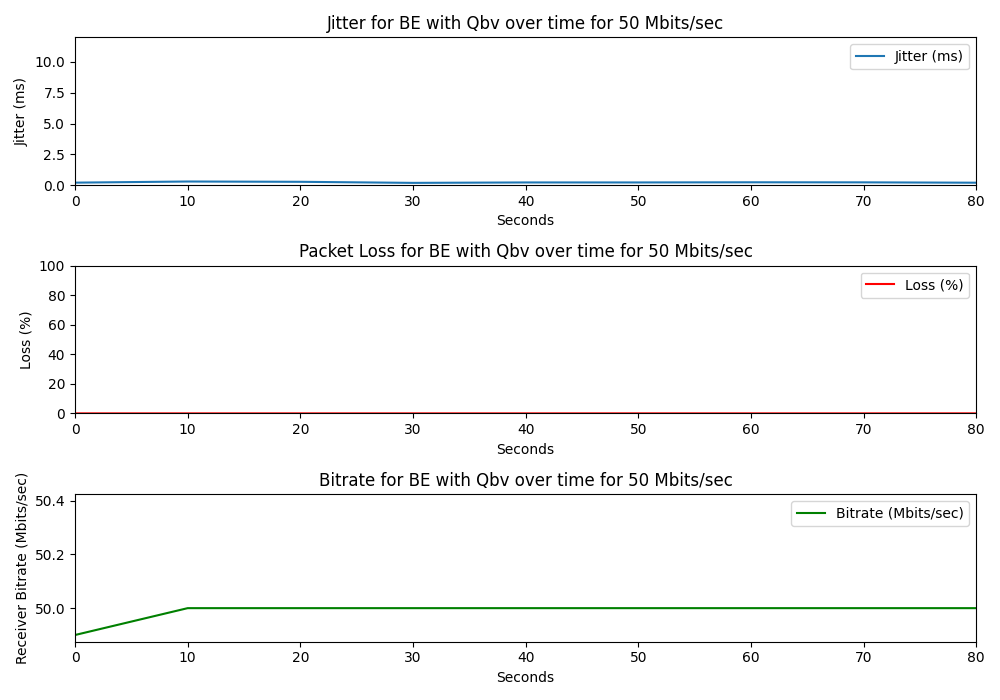 Jitter for BE with Qbv over time for 50 Mbits/sec
Jitter (ms)
10.0
7.5
5.0
2.5
0.0
Jitter (ms)
0 10 20 30 40 50 60 70 80
Seconds
Packet Loss for BE with Qbv over time for 50 Mbits/sec
Loss (%)
100
80
60
40
20
0
Loss (%)
0 10 20 30 40 50 60 70 80
Seconds
Bitrate for BE with Qbv over time for 50 Mbits/sec
Receiver Bitrate (Mbits/sec)
50.4
50.2
50.0
Bitrate (Mbits/sec)
0 10 20 30 40 50 60 70 80
Seconds